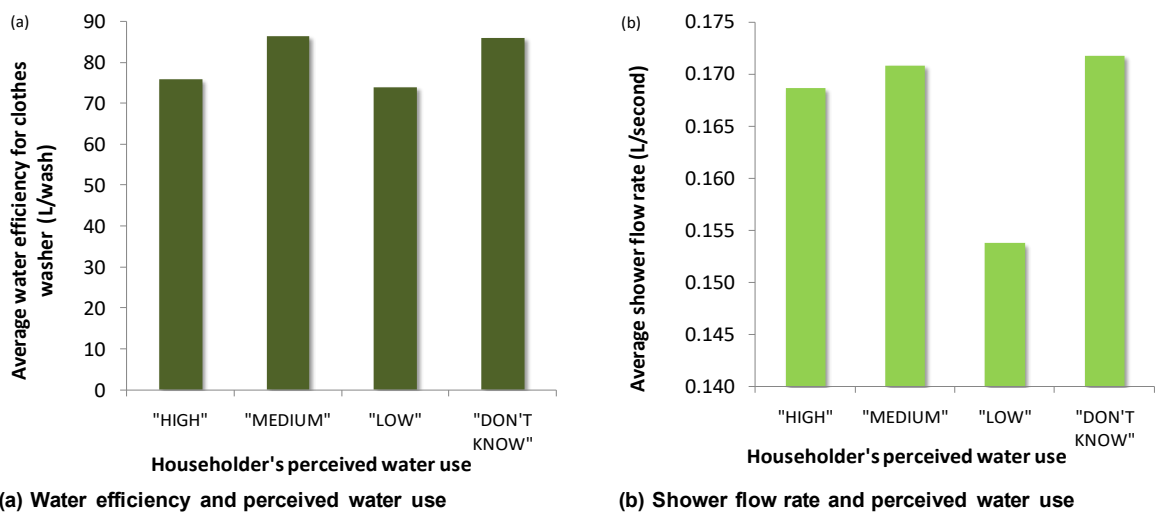 (a)
Average water efficiency for clothes
washer (L/wash)
90
80
70
60
50
40
30
20
10
0
"HIGH" "MEDIUM" "LOW" "DON'T
KNOW"
Householder's perceived water use
(a) Water efficiency and perceived water use
(b)
Average shower flow rate (L/second)
0.175
0.170
0.165
0.160
0.155
0.150
0.145
0.140
"HIGH" "MEDIUM" "LOW" "DON'T
KNOW"
Householder's perceived water use
(b) Shower flow rate and perceived water use